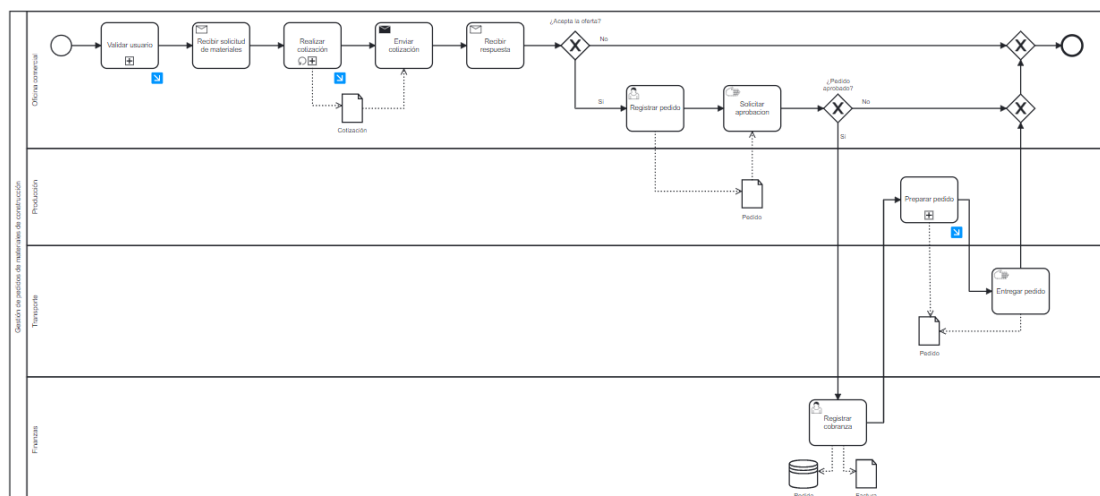 Gestión de pedidos de materiales de construcción
Oficina comercial
Validar usuario
Recibir solicitud
de materiales
Realizar
cotización
Enviar
cotización
Recibir
respuesta
¿Acepta la oferta?
No
Cotización
Si
Registrar pedido
Solicitar
aprobacion
¿Pedido
aprobado?
No
Si
Producción
Pedido
Preparar pedido
Transporte
Entregar pedido
Pedido
Finanzas
Registrar
cobranza
Pedido
Factura